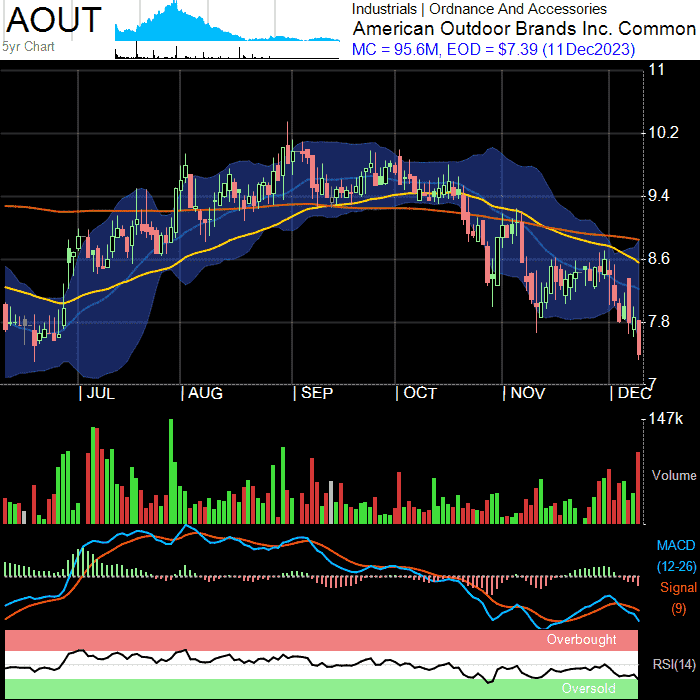 AOUT
5yr Chart
Industrials | Ordnance And Accessories
American Outdoor Brands Inc. Common
MC = 95.6M, EOD = $7.39 (11Dec2023)
11
10.2
9.4
8.6
7.8
7
| JUL | AUG | SEP | OCT | NOV | DEC
147k
Volume
MACD
(12-26)
Signal
(9)
Overbought
RSI(14)
Oversold